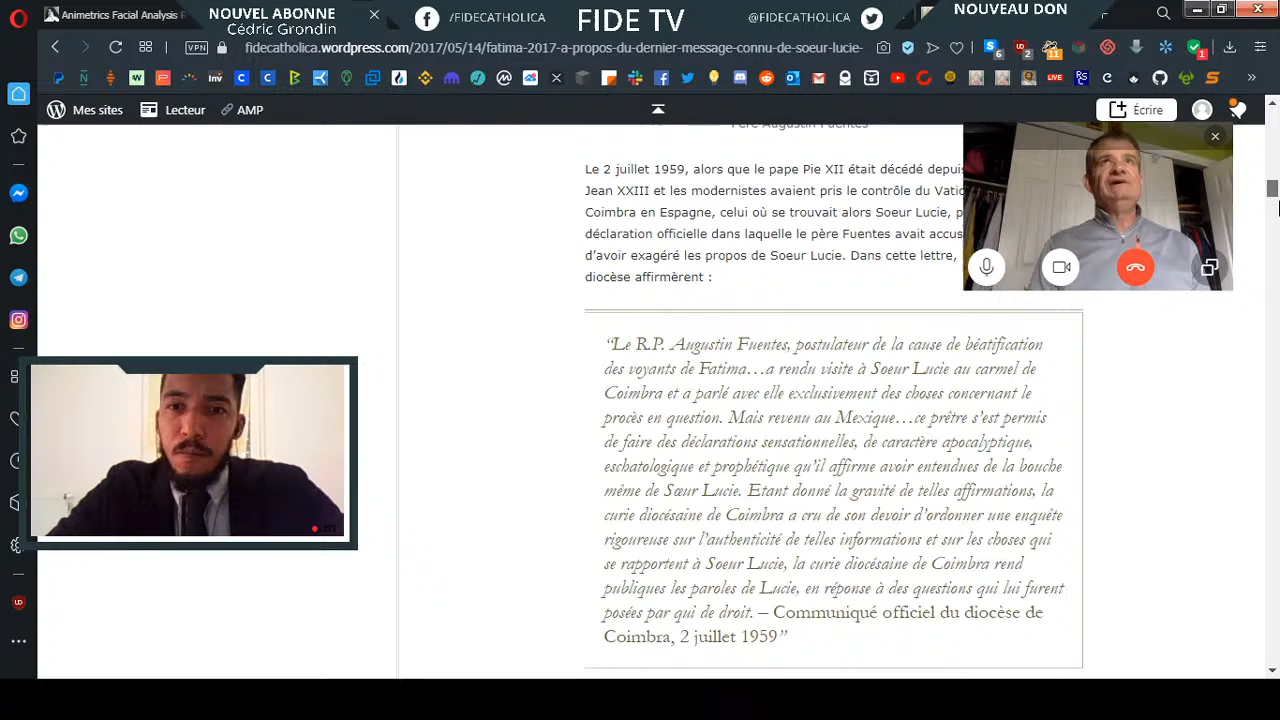 Animetrics Facial Analysis R
NOUVEL ABONNE
Cédric Grondin
/FIDECATHOLICA
FIDE TV
@FIDECATHOLICA
NOUVEAU DON
VPN
fidecatholica.wordpress.com/2017/05/14/fatima-2017-a-propos-du-dernier-message-connu-de-soeur-lucie-
6
2
11
1
inv
LIVE
Mes sites
Lecteur
AMP
Écrire
Père Augustin Fuentes
Le 2 juillet 1959, alors que le pape Pie XII était décédé depuis
Jean XXIII et les modernistes avaient pris le contrôle du Vatic
Coimbra en Espagne, celui où se trouvait alors Soeur Lucie, p
déclaration officielle dans laquelle le père Fuentes avait accus
d’avoir exagéré les propos de Soeur Lucie. Dans cette lettre,
diocèse affirmèrent :
“Le R.P. Augustin Fuentes, postulateur de la cause de béatification
des voyants de Fatima…a rendu visite à Soeur Lucie au carmel de
Coimbra et a parlé avec elle exclusivement des choses concernant le
procès en question. Mais revenu au Mexique…ce prêtre s’est permis
de faire des déclarations sensationnelles, de caractère apocalyptique,
eschatologique et prophétique qu’il affirme avoir entendues de la bouche
même de Sœur Lucie. Etant donné la gravité de telles affirmations, la
curie diocésaine de Coimbra a cru de son devoir d’ordonner une enquête
rigoureuse sur l’authenticité de telles informations et sur les choses qui
se rapportent à Soeur Lucie, la curie diocésaine de Coimbra rend
publiques les paroles de Lucie, en réponse à des questions qui lui furent
posées par qui de droit. – Communiqué officiel du diocèse de
Coimbra, 2 juillet 1959”